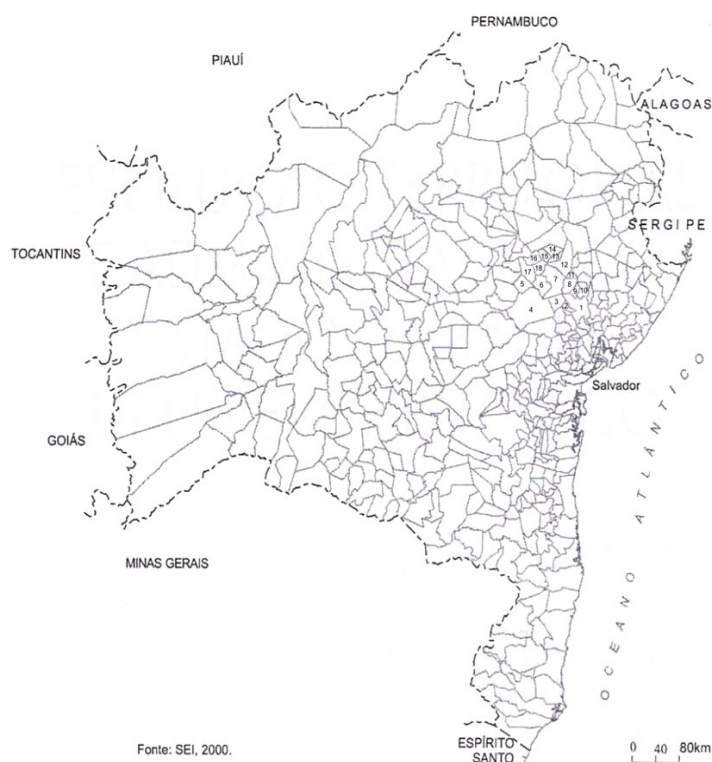 PERNAMBUCO
PIAUÍ
ALAGOAS
SERGIPE
TOCANTINS
14
16 15 13
12
17 18
11
5 6 7 8
9 10
3 2 1
4
Salvador
GOIÁS
OCEANO ATLÁNTICO
MINAS GERAIS
Fonte: SEI, 2000.
ESPÍRITO
SANTO
0 40 80km